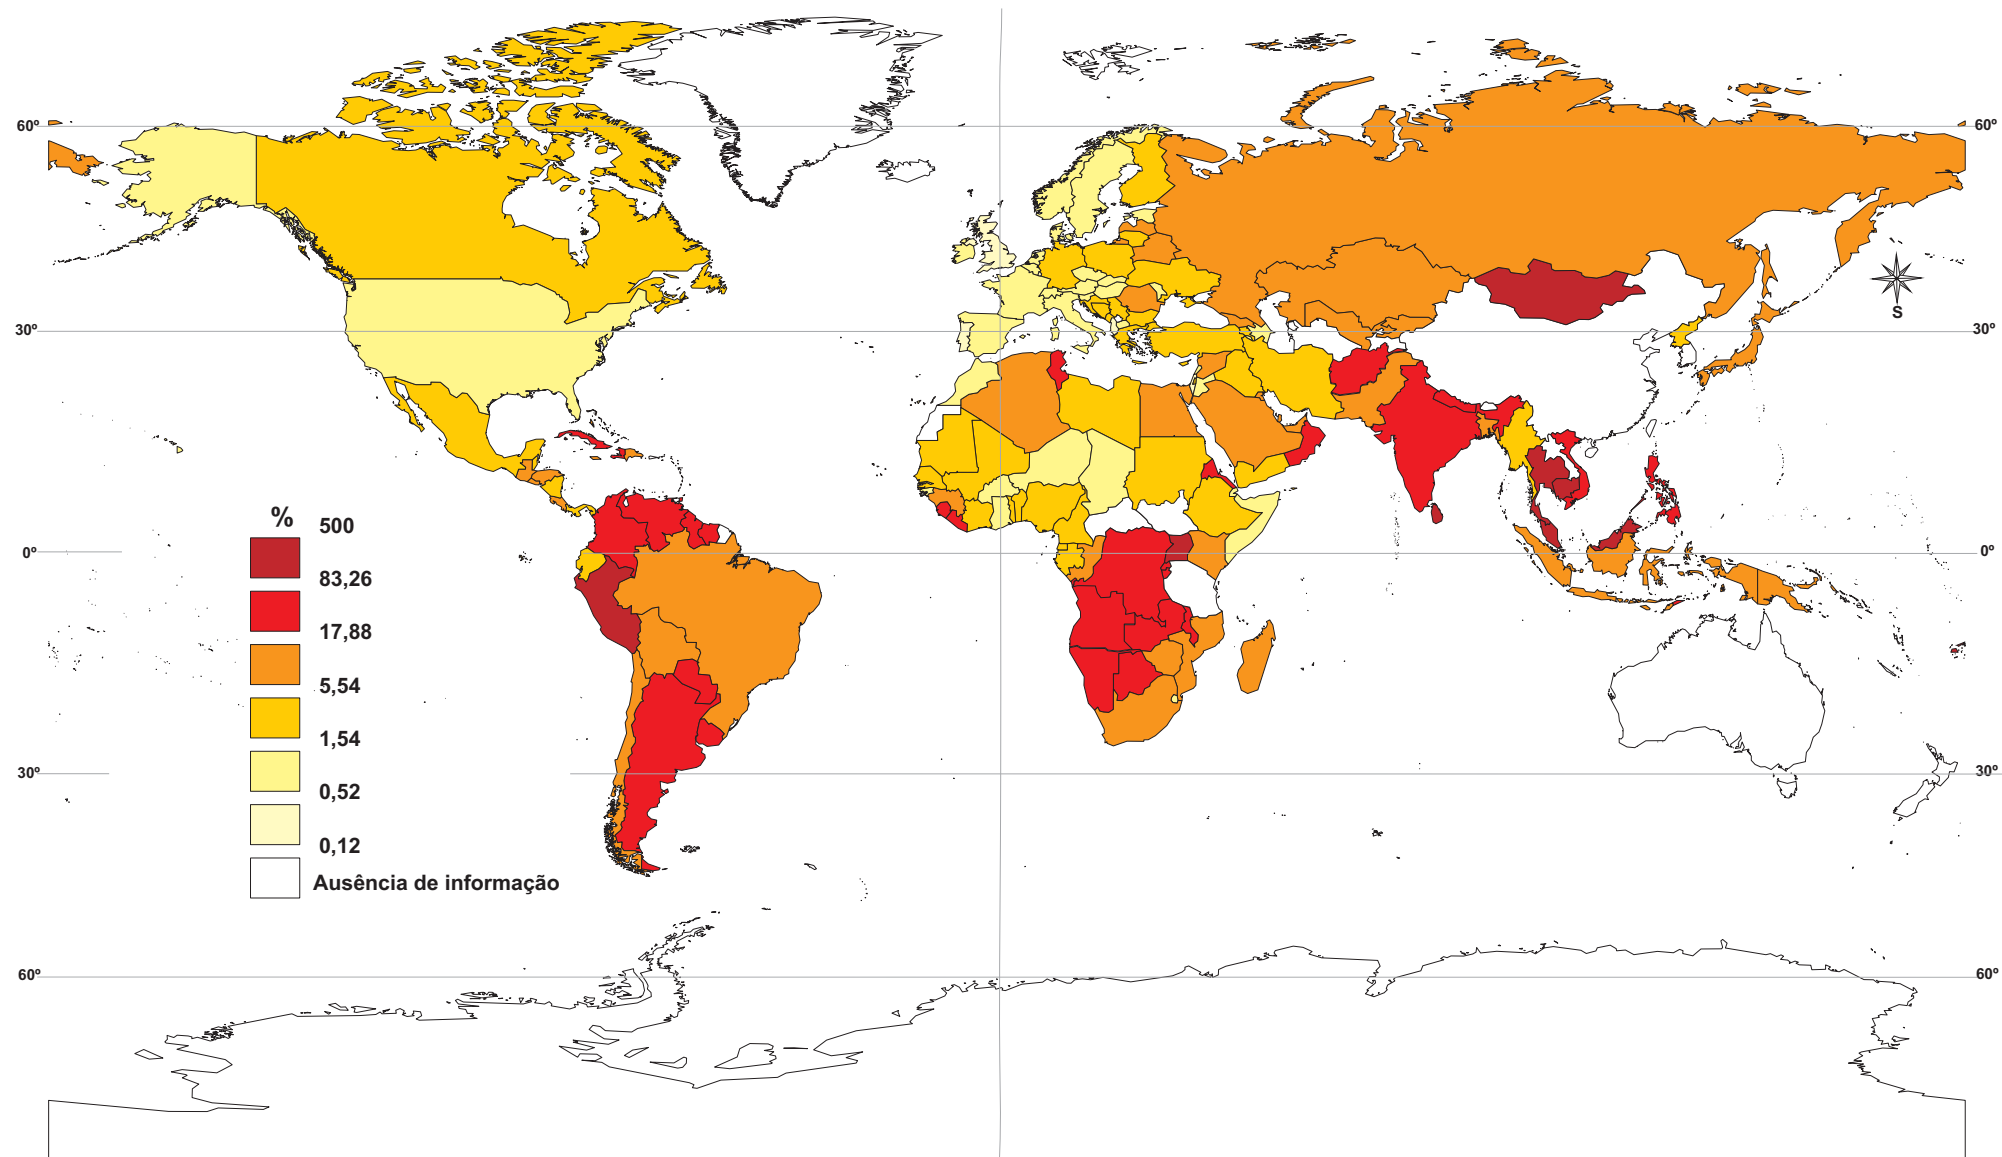 60º
60º
S
30º
30º
% 500
83,26
17,88
5,54
1,54
0,52
0,12
Ausência de informação
0º
0º
30º
30º
60º
60º